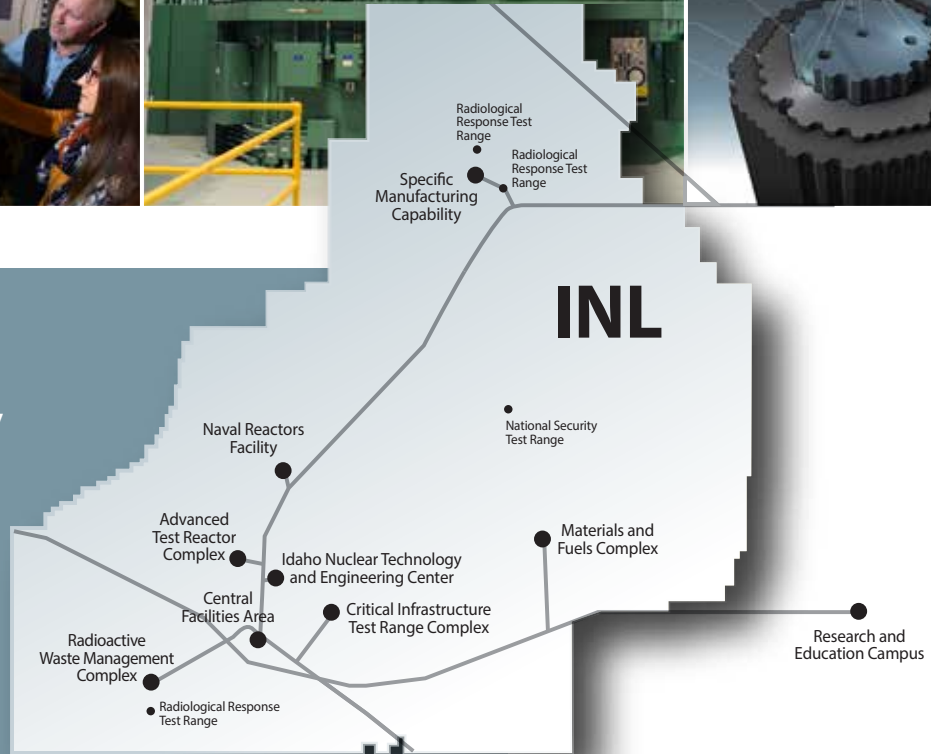 Radiological
Response Test
Range
Radiological
Response Test
Range
Specific
Manufacturing
Capability
INL
National Security
Test Range
Naval Reactors
Facility
Advanced
Test Reactor
Complex
Idaho Nuclear Technology
and Engineering Center
Materials and
Fuels Complex
Central
Facilities Area
Critical Infrastructure
Test Range Complex
Research and
Education Campus
Radioactive
Waste Management
Complex
Radiological Response
Test Range